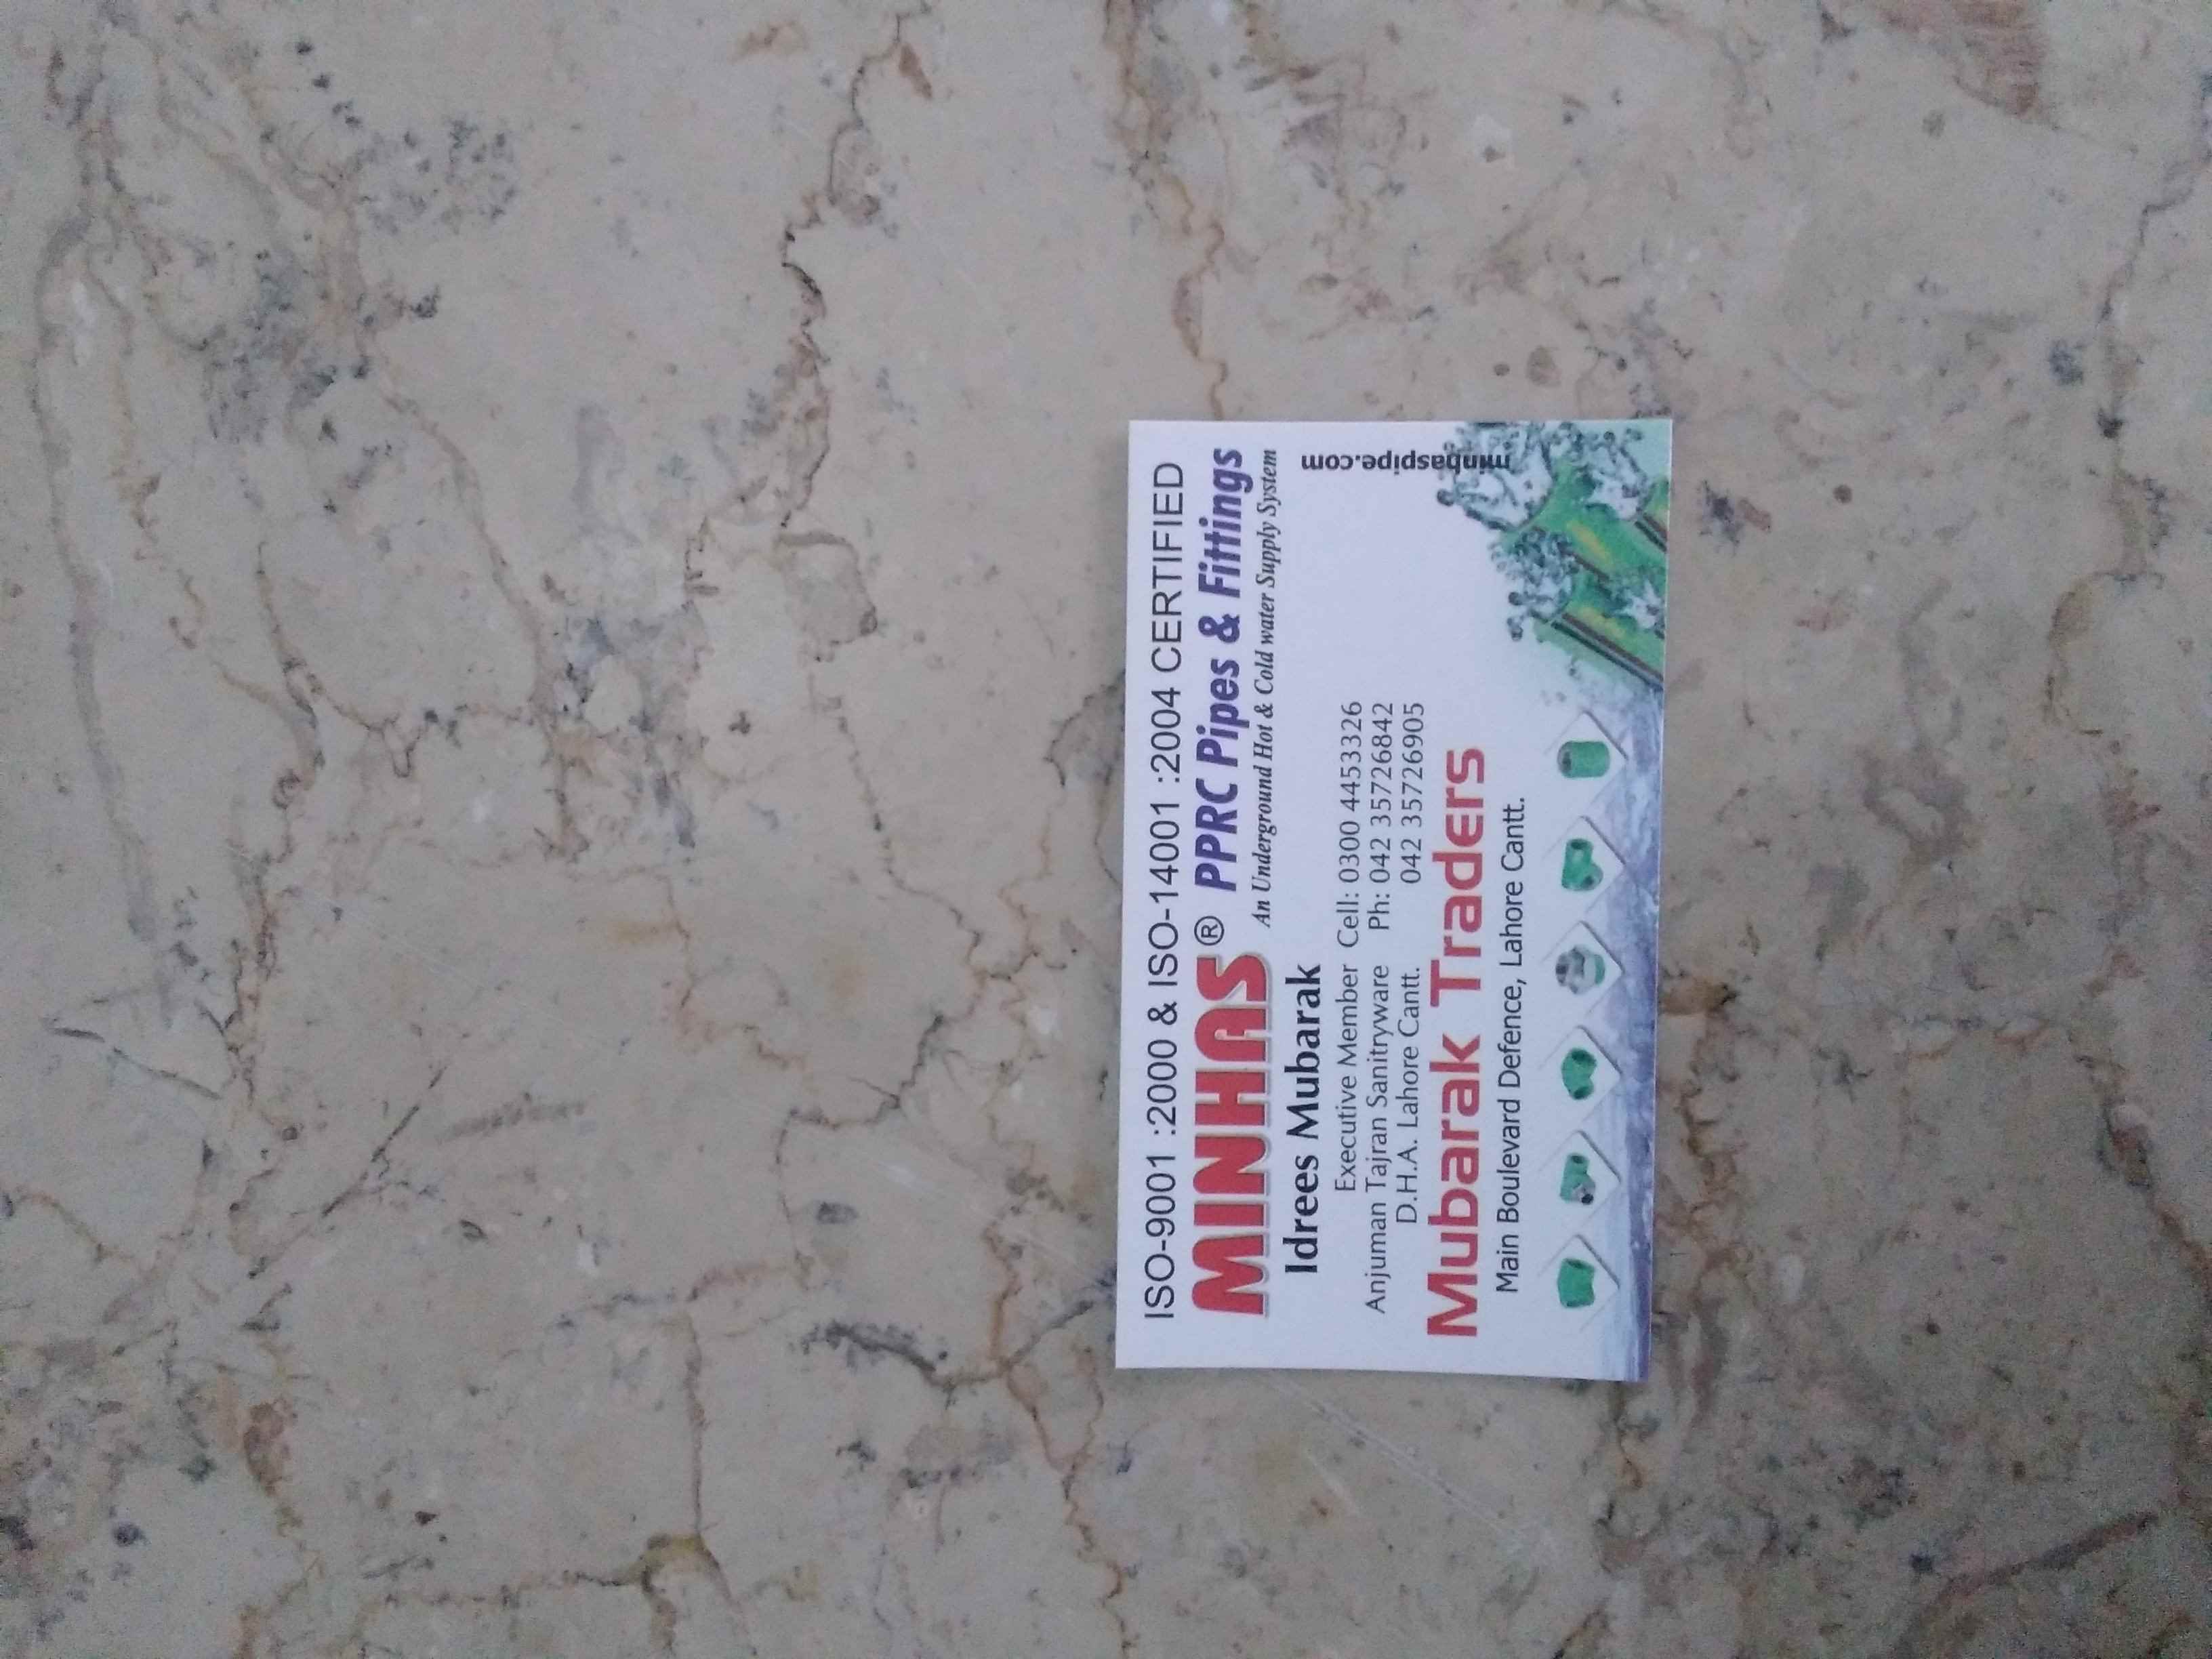 ISO-9001 :2000 & ISO-14001 :2004 CERTIFIED
MINHAS® PPRC Pipes & Fittings
An Underground Hot & Cold water Supply System
Idrees Mubarak
Executive Member Cell: 0300 4453326
Anjuman Tajran Sanitryware Ph: 042 35726842
D.H.A. Lahore Cantt. 042 35726905
Mubarak Traders
Main Boulevard Defence, Lahore Cantt.
minhaspipe.com